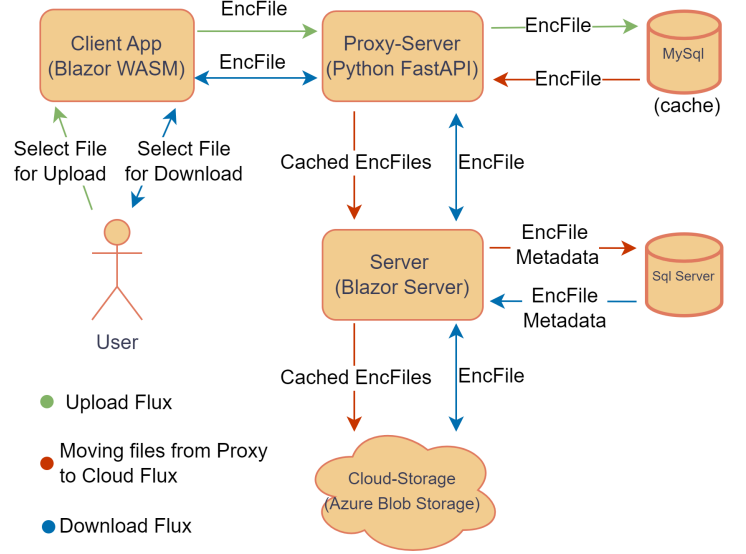 EncFile
Client App
(Blazor WASM)
EncFile
Proxy-Server
(Python FastAPI)
EncFile
EncFile
MySql
(cache)
Select File
for Upload
Select File
for Download
Cached EncFiles
EncFile
User
Server
(Blazor Server)
EncFile
Metadata
EncFile
Metadata
Sql Server
Cached EncFiles
EncFile
Cloud-Storage
(Azure Blob Storage)
Upload Flux
Moving files from Proxy
to Cloud Flux
Download Flux